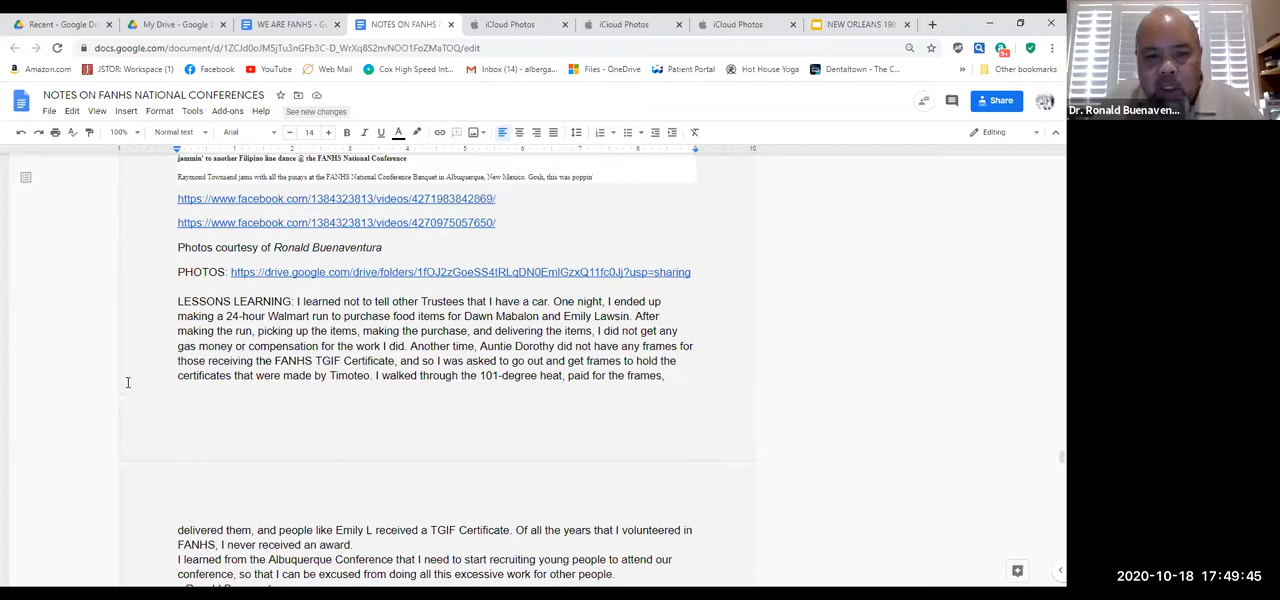 Recent - Google Dr
My Drive - Google D
WE ARE FANHS - G
NOTES ON FANHS
iCloud Photos
iCloud Photos
iCloud Photos
NEW ORLEANS 198
docs.google.com/document/d/1ZCJd0oJM5jTu3nGFb3C-D_WrXq8S2nvNOO1FoZMaTOQ/edit
Amazon.com
JSTOR: Workspace (1)
Facebook
YouTube
Web Mail
Cox High Speed Int...
Inbox (14) - alberga...
Files - OneDrive
Patient Portal
Hot House Yoga
Dentaltown - The C...
Other bookmarks
NOTES ON FANHS NATIONAL CONFERENCES
File Edit View Insert Format Tools Add-ons Help
See new changes
Share
100% Normal text Arial 14 B I U A
Editing
1 1 2 3 4 5 6 7 8 9 10
jammin' to another Filipino line dance @ the FANHS National Conference
Raymond Townsend jams with all the pinays at the FANHS National Conference Banquet in Albuquerque, New Mexico. Gosh, this was poppin'
https://www.facebook.com/1384323813/videos/4271983842869/
https://www.facebook.com/1384323813/videos/4270975057650/
Photos courtesy of Ronald Buenaventura
PHOTOS: https://drive.google.com/drive/folders/1fOJ2zGoeSS4tRLqDN0EmlGzxQ11fc0Jj?usp=sharing
LESSONS LEARNING: I learned not to tell other Trustees that I have a car. One night, I ended up
making a 24-hour Walmart run to purchase food items for Dawn Mabalon and Emily Lawsin. After
making the run, picking up the items, making the purchase, and delivering the items, I did not get any
gas money or compensation for the work I did. Another time, Auntie Dorothy did not have any frames for
those receiving the FANHS TGIF Certificate, and so I was asked to go out and get frames to hold the
certificates that were made by Timoteo. I walked through the 101-degree heat, paid for the frames,
delivered them, and people like Emily L received a TGIF Certificate. Of all the years that I volunteered in
FANHS, I never received an award.
I learned from the Albuquerque Conference that I need to start recruiting young people to attend our
conference, so that I can be excused from doing all this excessive work for other people.
Dr. Ronald Buenaven...
2020-10-18 17:49:45